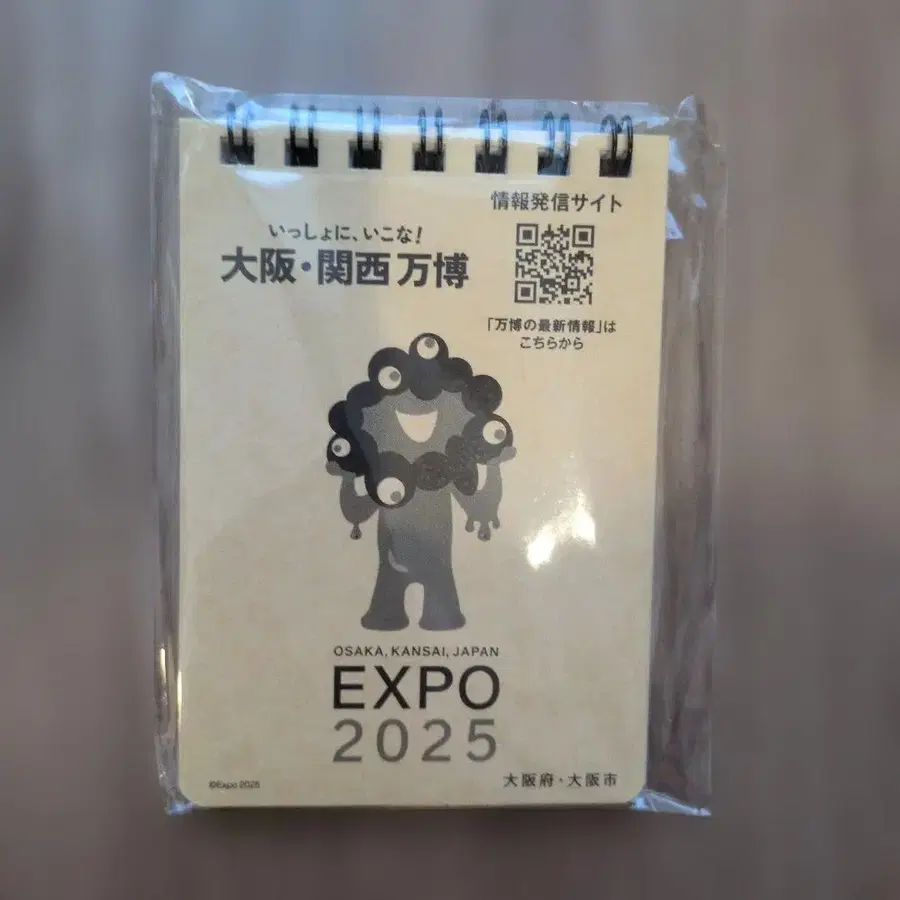 情報発信サイト
いっしょに、いこな!
大阪・関西万博
「万博の最新情報」は
こちらから
OSAKA, KANSAI, JAPAN
EXPO
2025
©Expo 2025
大阪府・大阪市